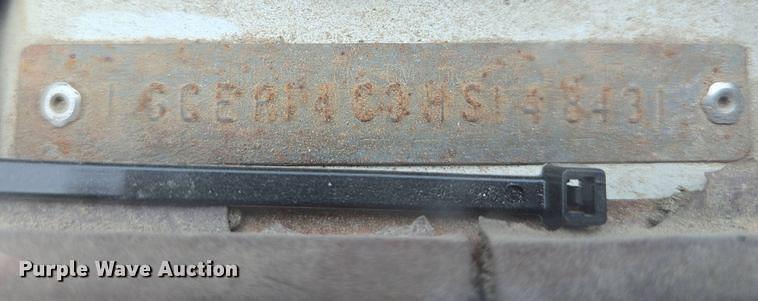 1GCER14C9HS148431
Purple Wave Auction